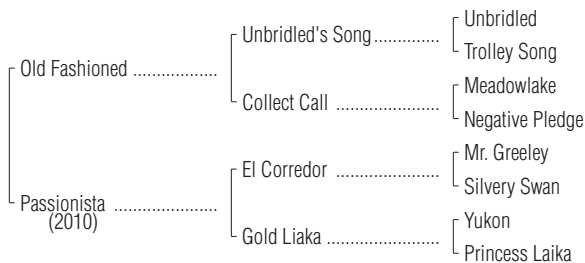 Unbridled
Unbridled's Song...............
Trolley Song
Old Fashioned ..................
Meadowlake
Collect Call ......................
Negative Pledge
Mr. Greeley
El Corredor ......................
Silvery Swan
Passionista ......................
(2010)
Yukon
Gold Liaka ........................
Princess Laika